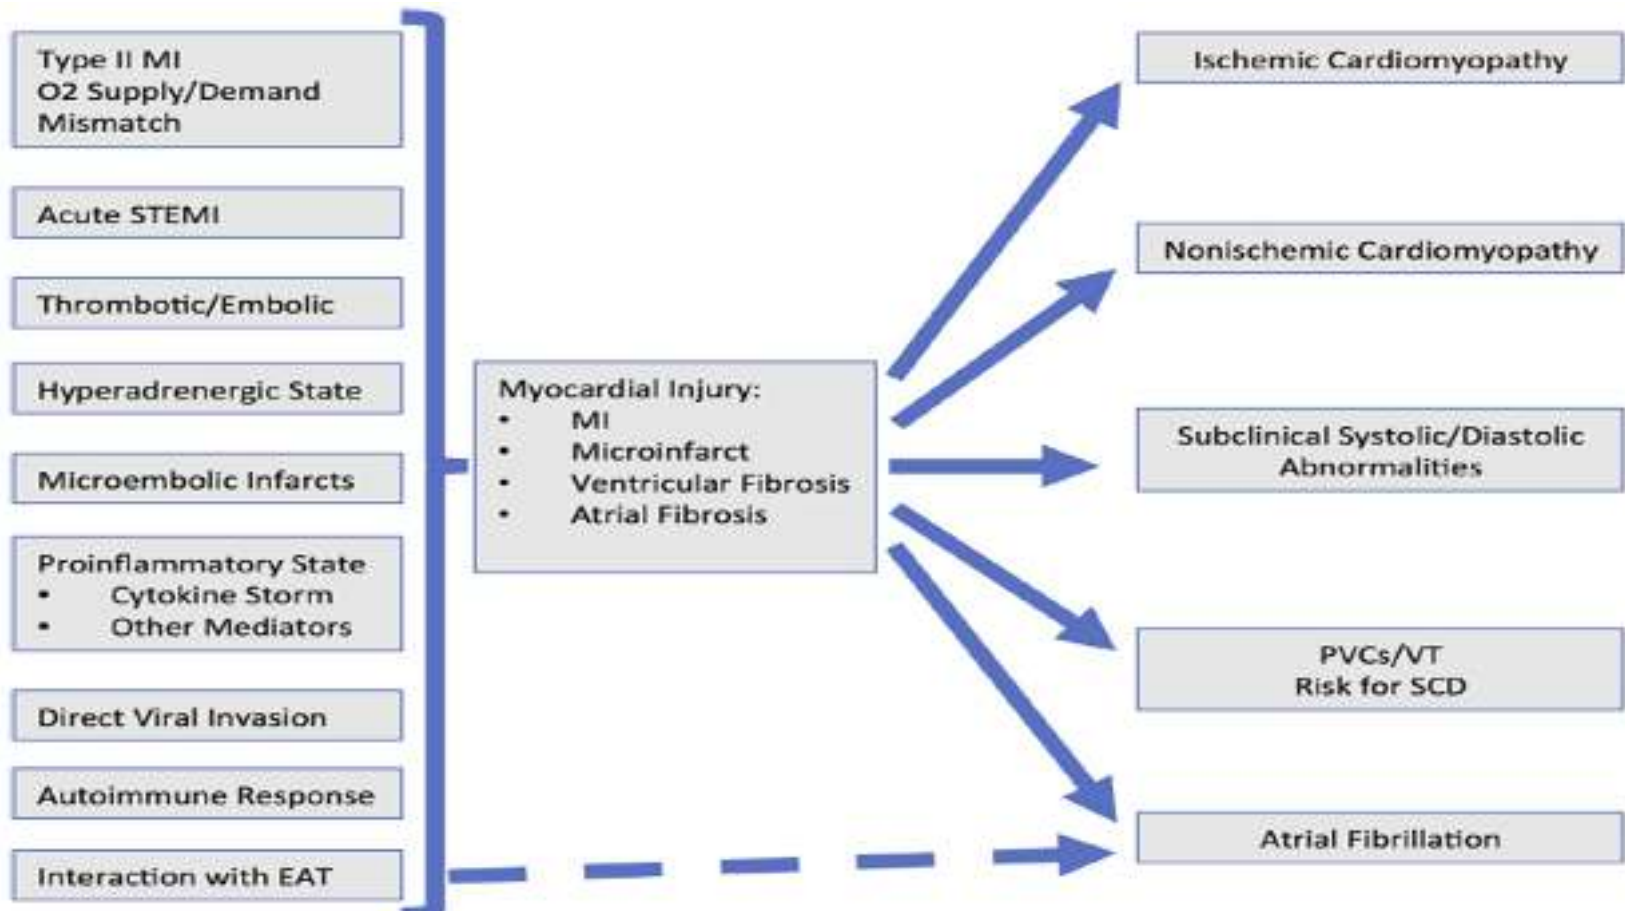 Type II MI
O2 Supply/Demand
Mismatch
Acute STEMI
Thrombotic/Embolic
Hyperadrenergic State
Microembolic Infarcts
Proinflammatory State
• Cytokine Storm
• Other Mediators
Direct Viral Invasion
Autoimmune Response
Interaction with EAT
Myocardial Injury:
• MI
• Microinfarct
• Ventricular Fibrosis
• Atrial Fibrosis
Ischemic Cardiomyopathy
Nonischemic Cardiomyopathy
Subclinical Systolic/Diastolic
Abnormalities
PVCs/VT
Risk for SCD
Atrial Fibrillation